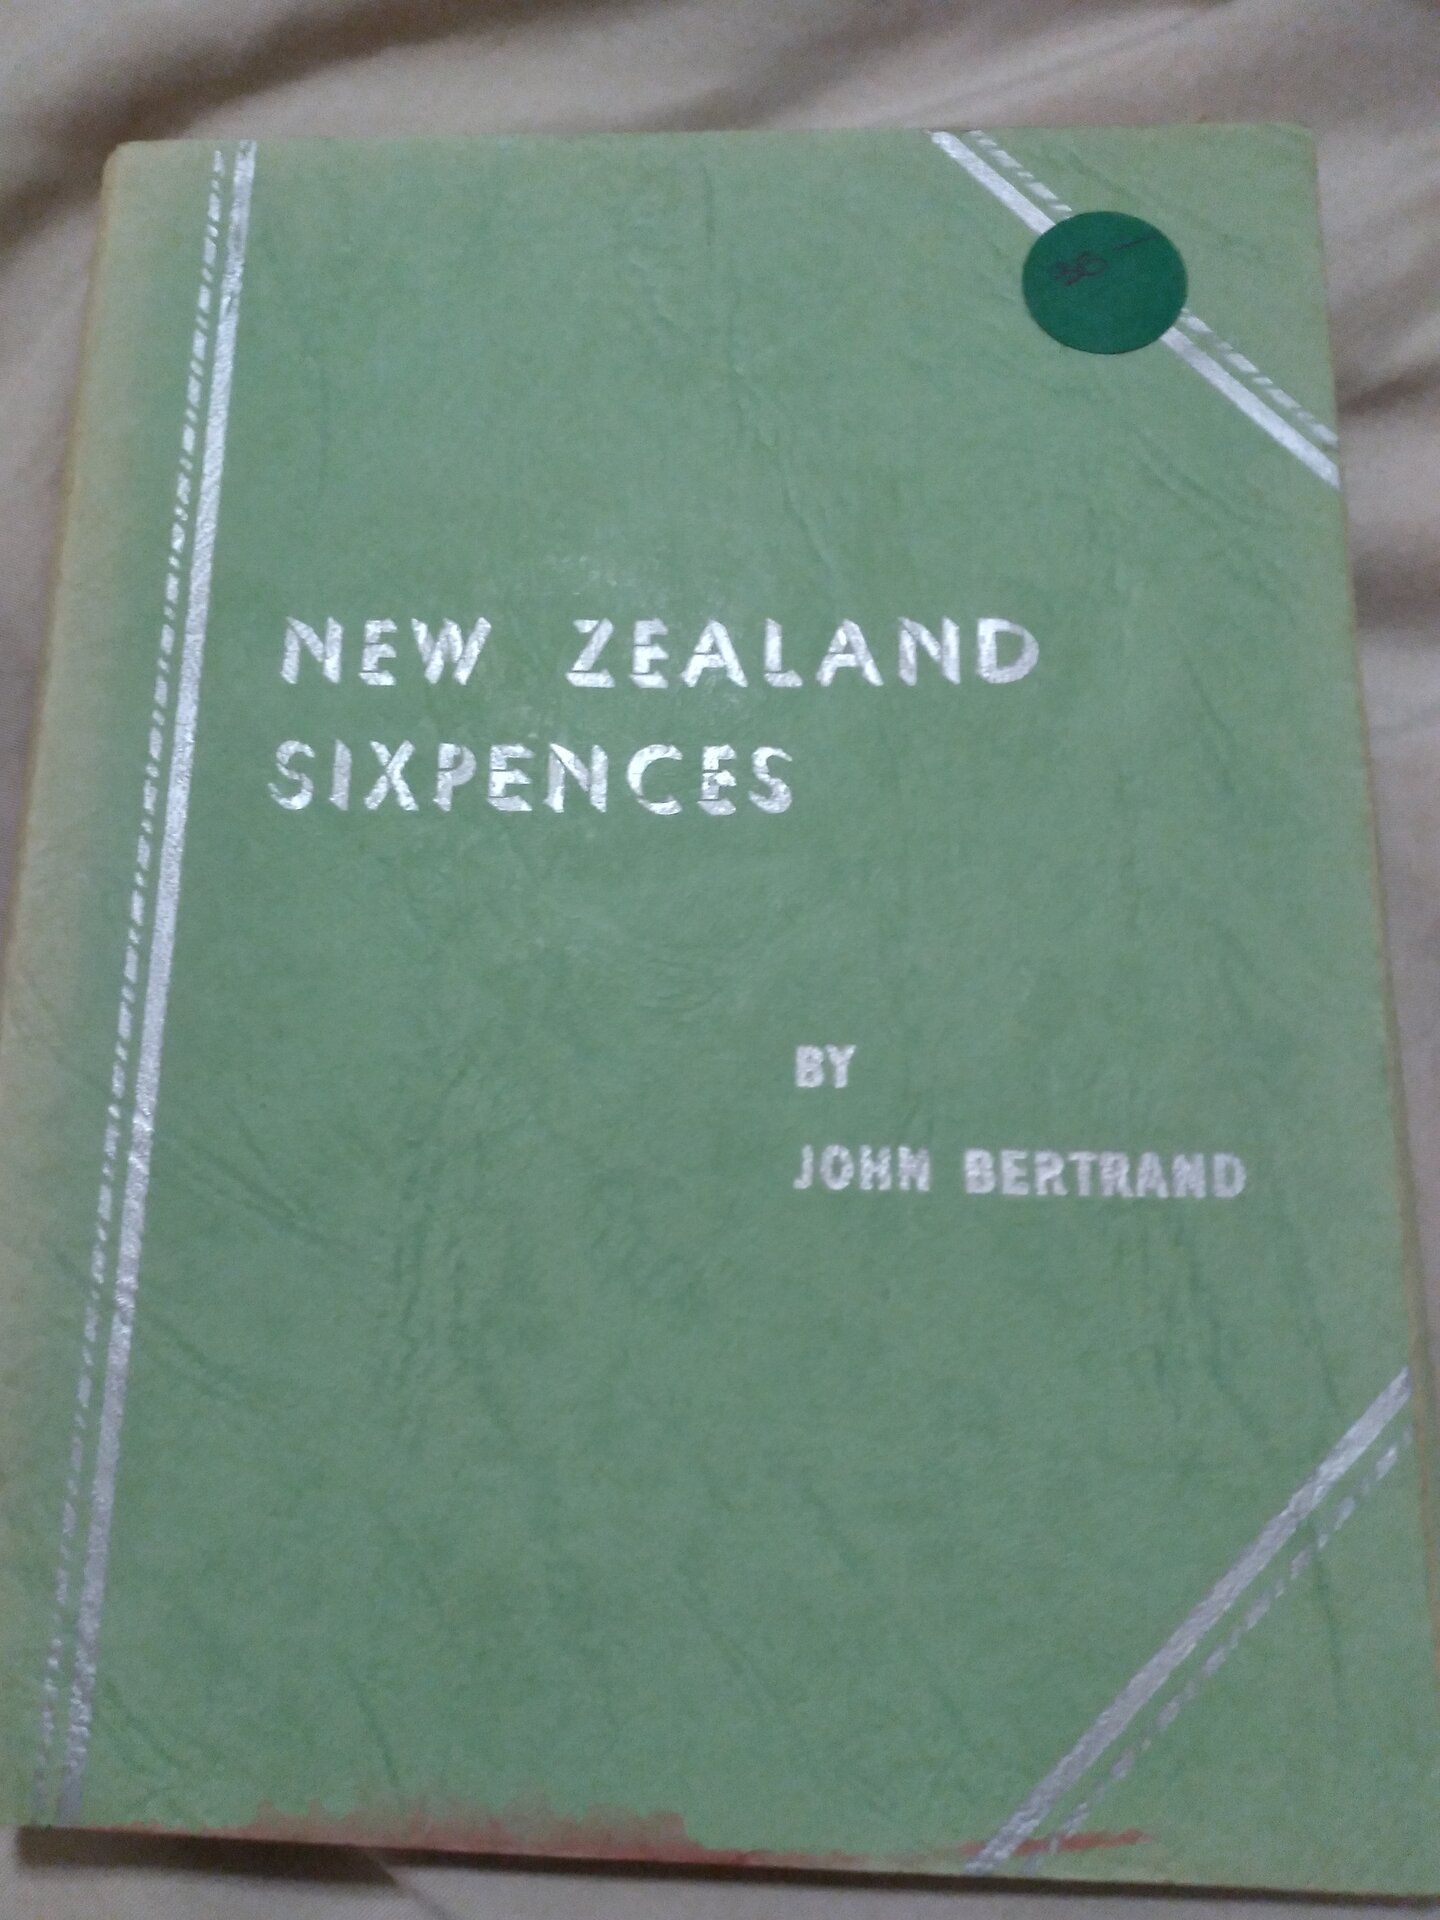 NEW ZEALAND
SIXPENCES
BY
JOHN BERTRAND